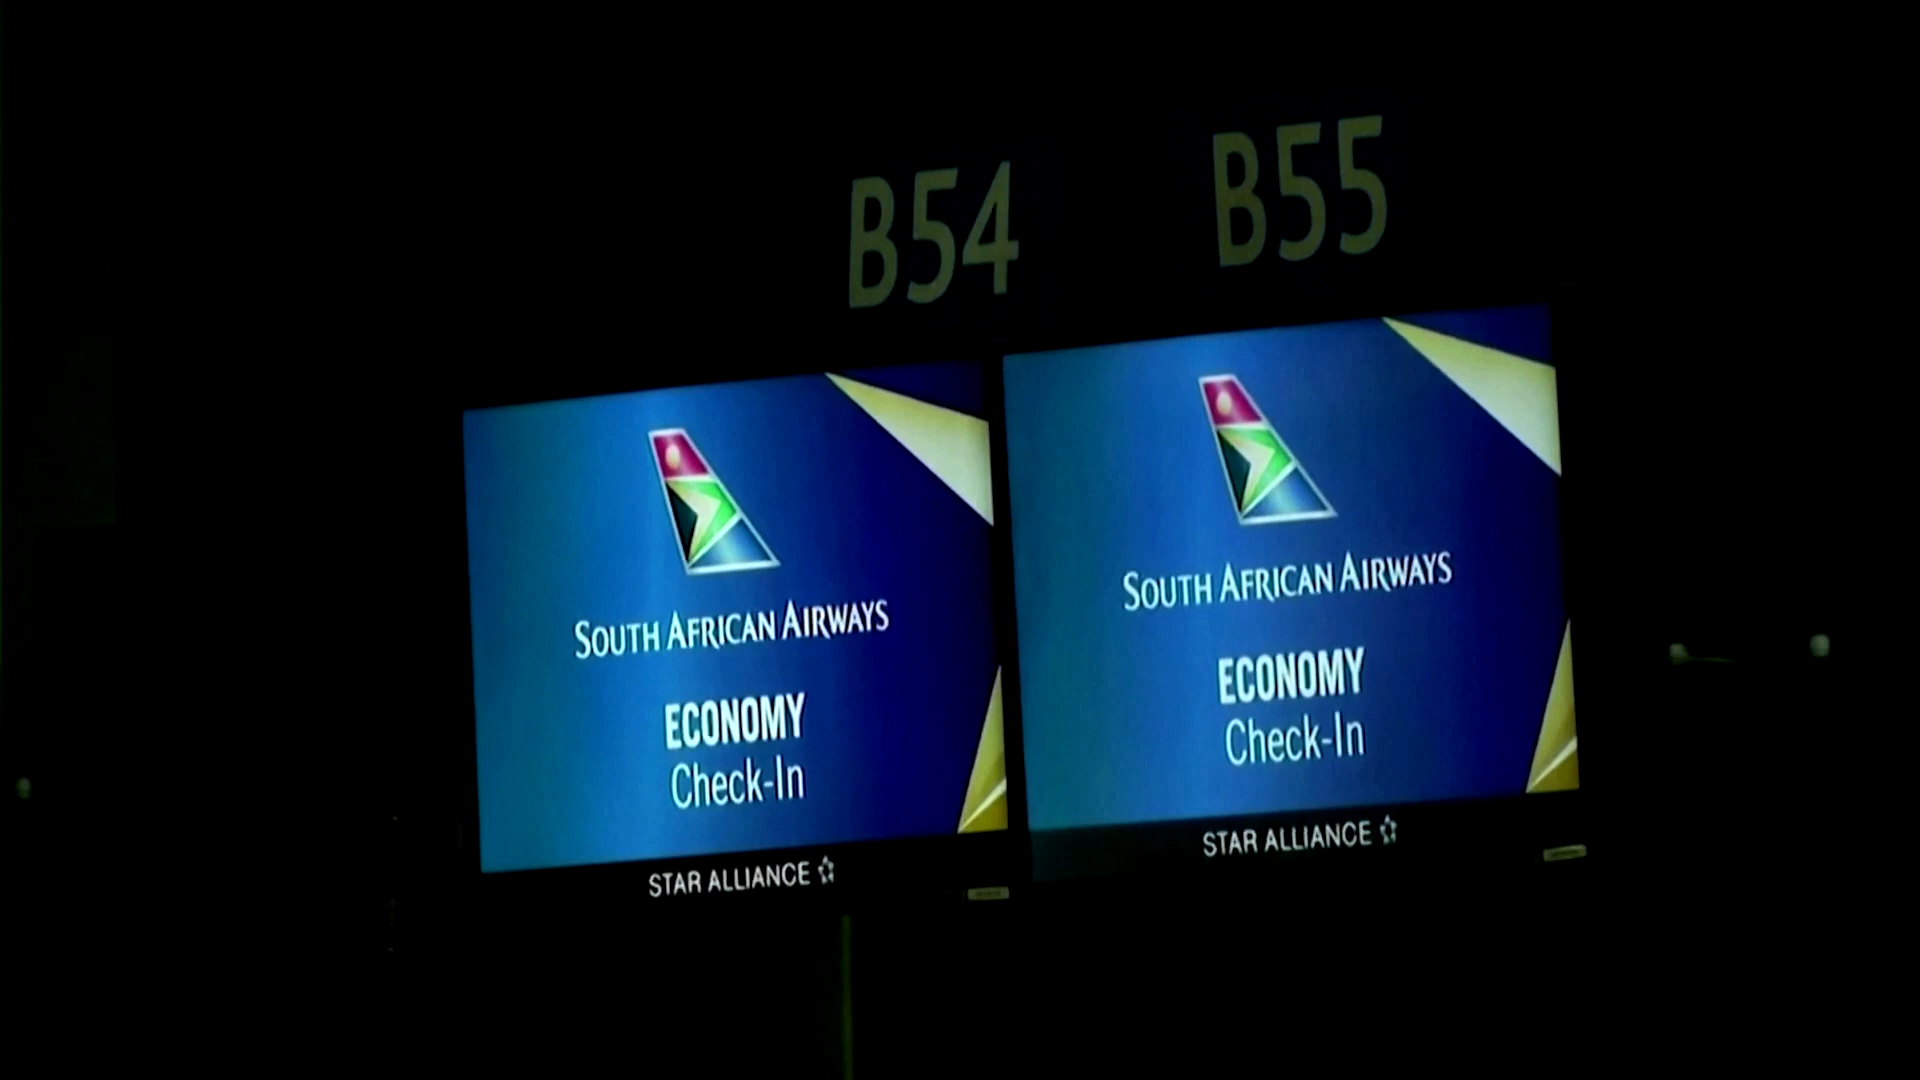 B54
B55
SOUTH AFRICAN AIRWAYS
ECONOMY
Check-In
STAR ALLIANCE
SOUTH AFRICAN AIRWAYS
ECONOMY
Check-In
STAR ALLIANCE